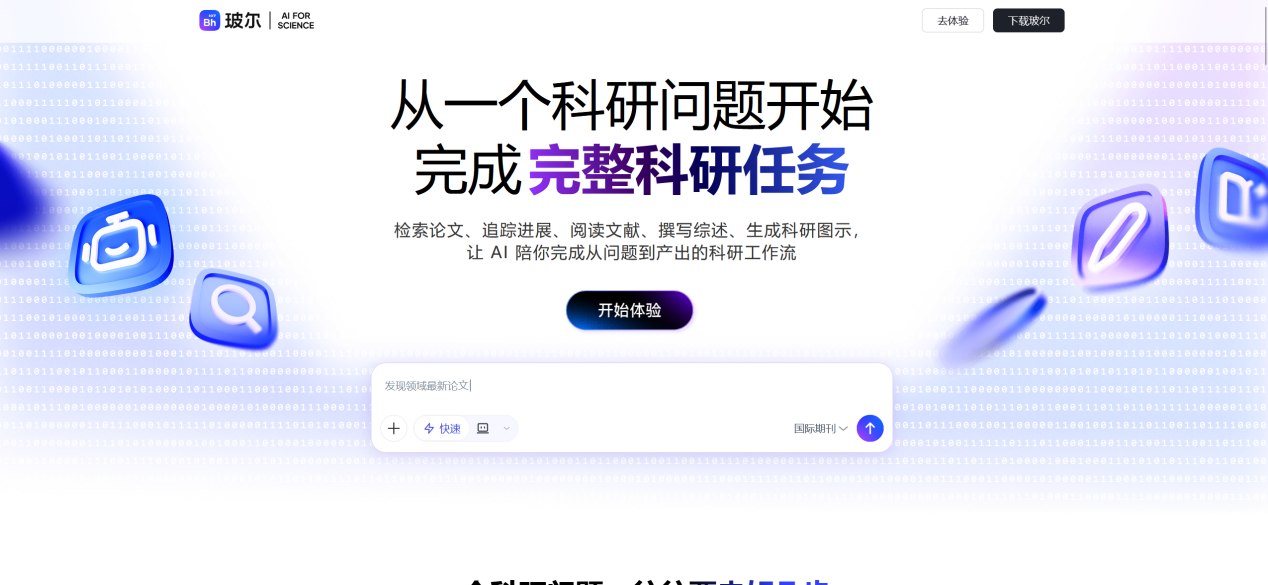 Bh 玻尔 AI FOR SCIENCE
去体验
下载玻尔
从一个科研问题开始
完成完整科研任务
检索论文、追踪进展、阅读文献、撰写综述、生成科研图示，
让 AI 陪你完成从问题到产出的科研工作流
开始体验
发现领域最新论文
快速
国际期刊